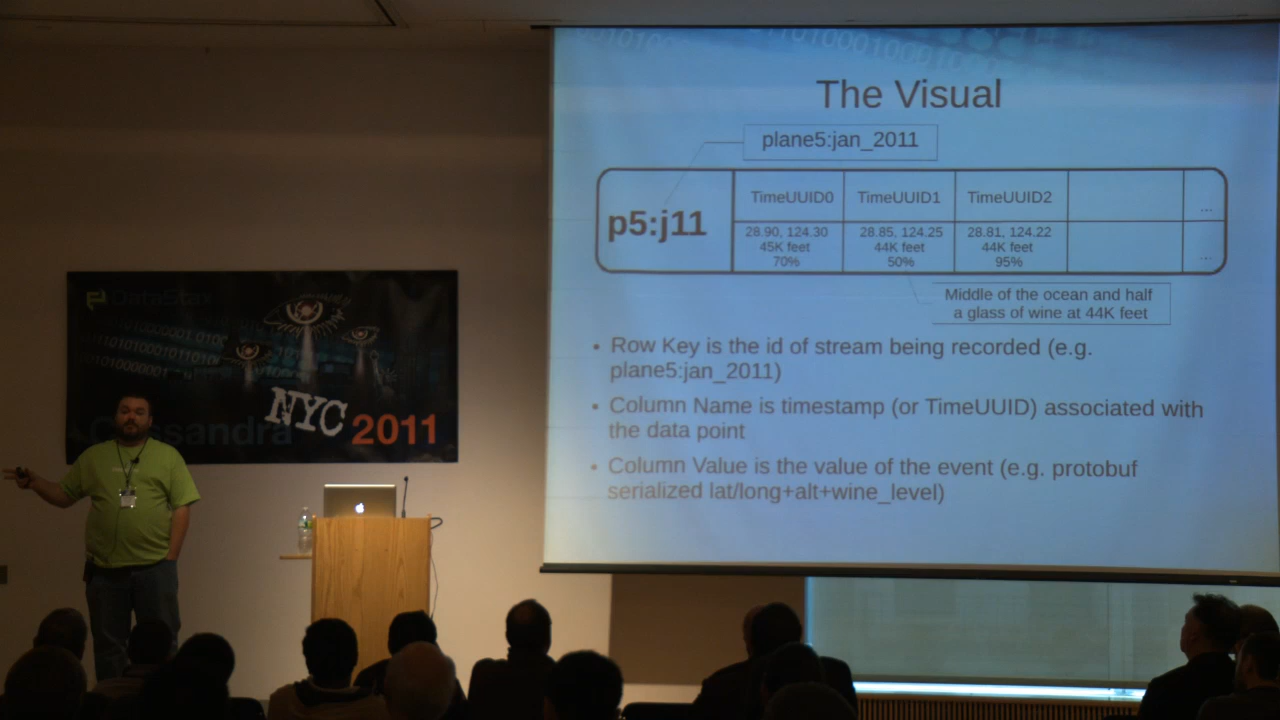 The Visual
plane5:jan_2011
p5:j11
TimeUUID0
TimeUUID1
TimeUUID2
...
28.90, 124.30
45K feet
70%
28.85, 124.25
44K feet
50%
28.81, 124.22
44K feet
95%
...
Middle of the ocean and half
a glass of wine at 44K feet
• Row Key is the id of stream being recorded (e.g.
plane5:jan_2011)
• Column Name is timestamp (or TimeUUID) associated with
the data point
• Column Value is the value of the event (e.g. protobuf
serialized lat/long+alt+wine_level)
DataStax
NYC
Cassandra
2011